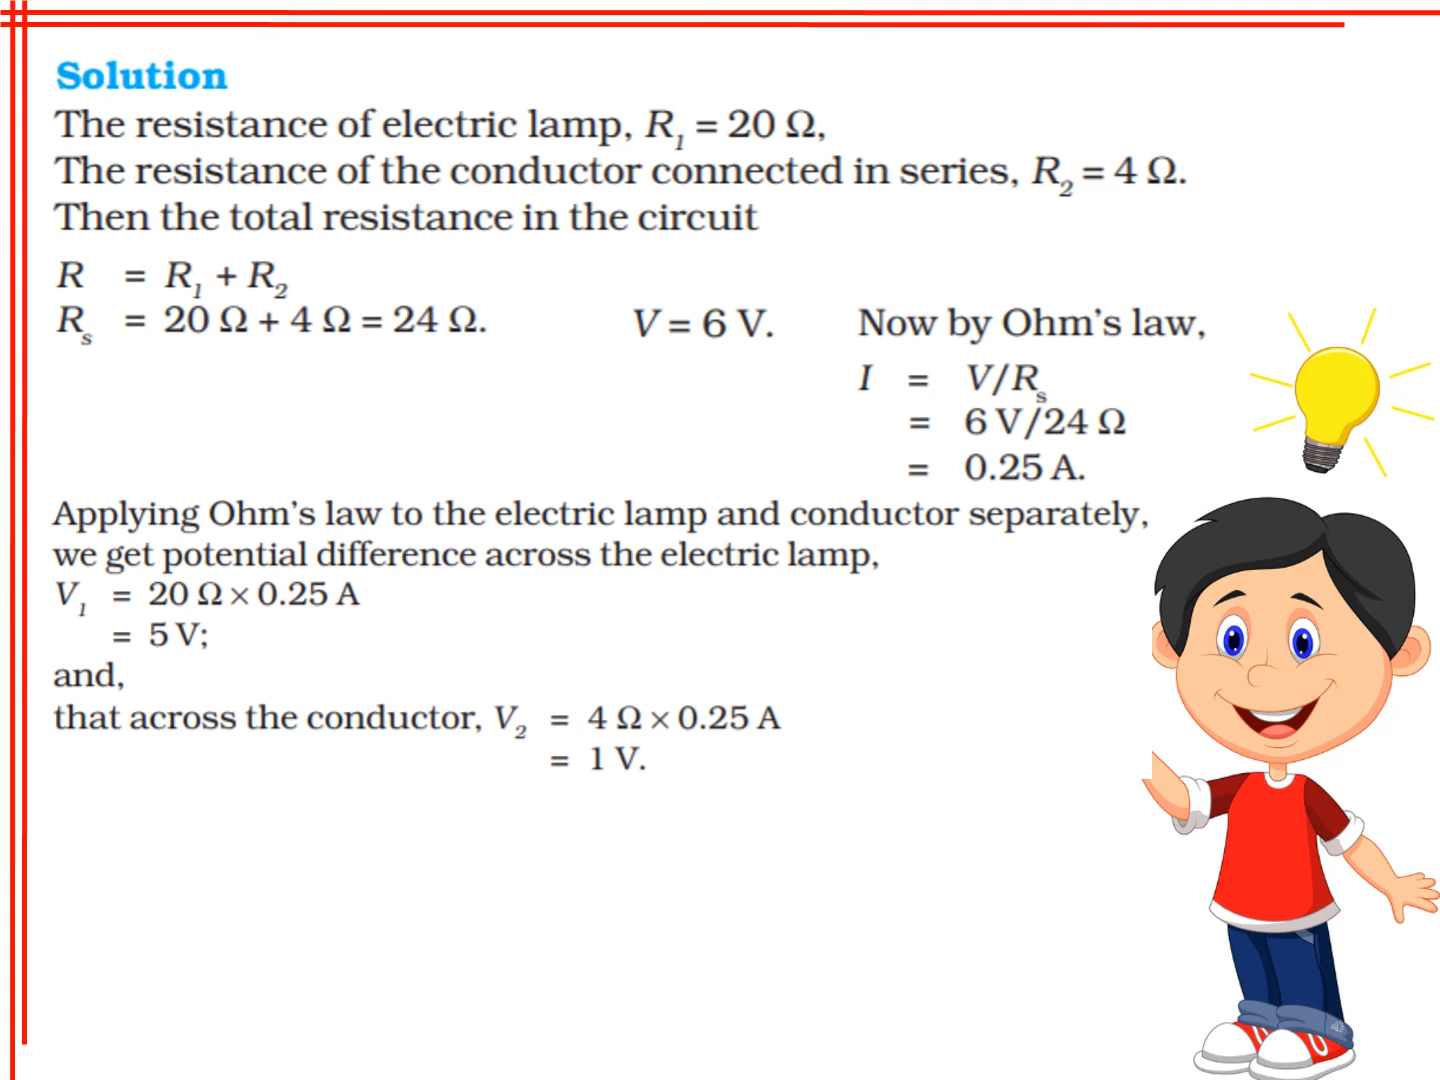 Solution
The resistance of electric lamp, R₁ = 20 Ω,
The resistance of the conductor connected in series, R₂ = 4 Ω.
Then the total resistance in the circuit
R = R₁ + R₂
Rₛ = 20 Ω + 4 Ω = 24 Ω.
V = 6 V.
Now by Ohm’s law,
I = V/Rₛ
= 6 V/24 Ω
= 0.25 A.
Applying Ohm’s law to the electric lamp and conductor separately,
we get potential difference across the electric lamp,
V₁ = 20 Ω × 0.25 A
= 5 V;
and,
that across the conductor, V₂ = 4 Ω × 0.25 A
= 1 V.